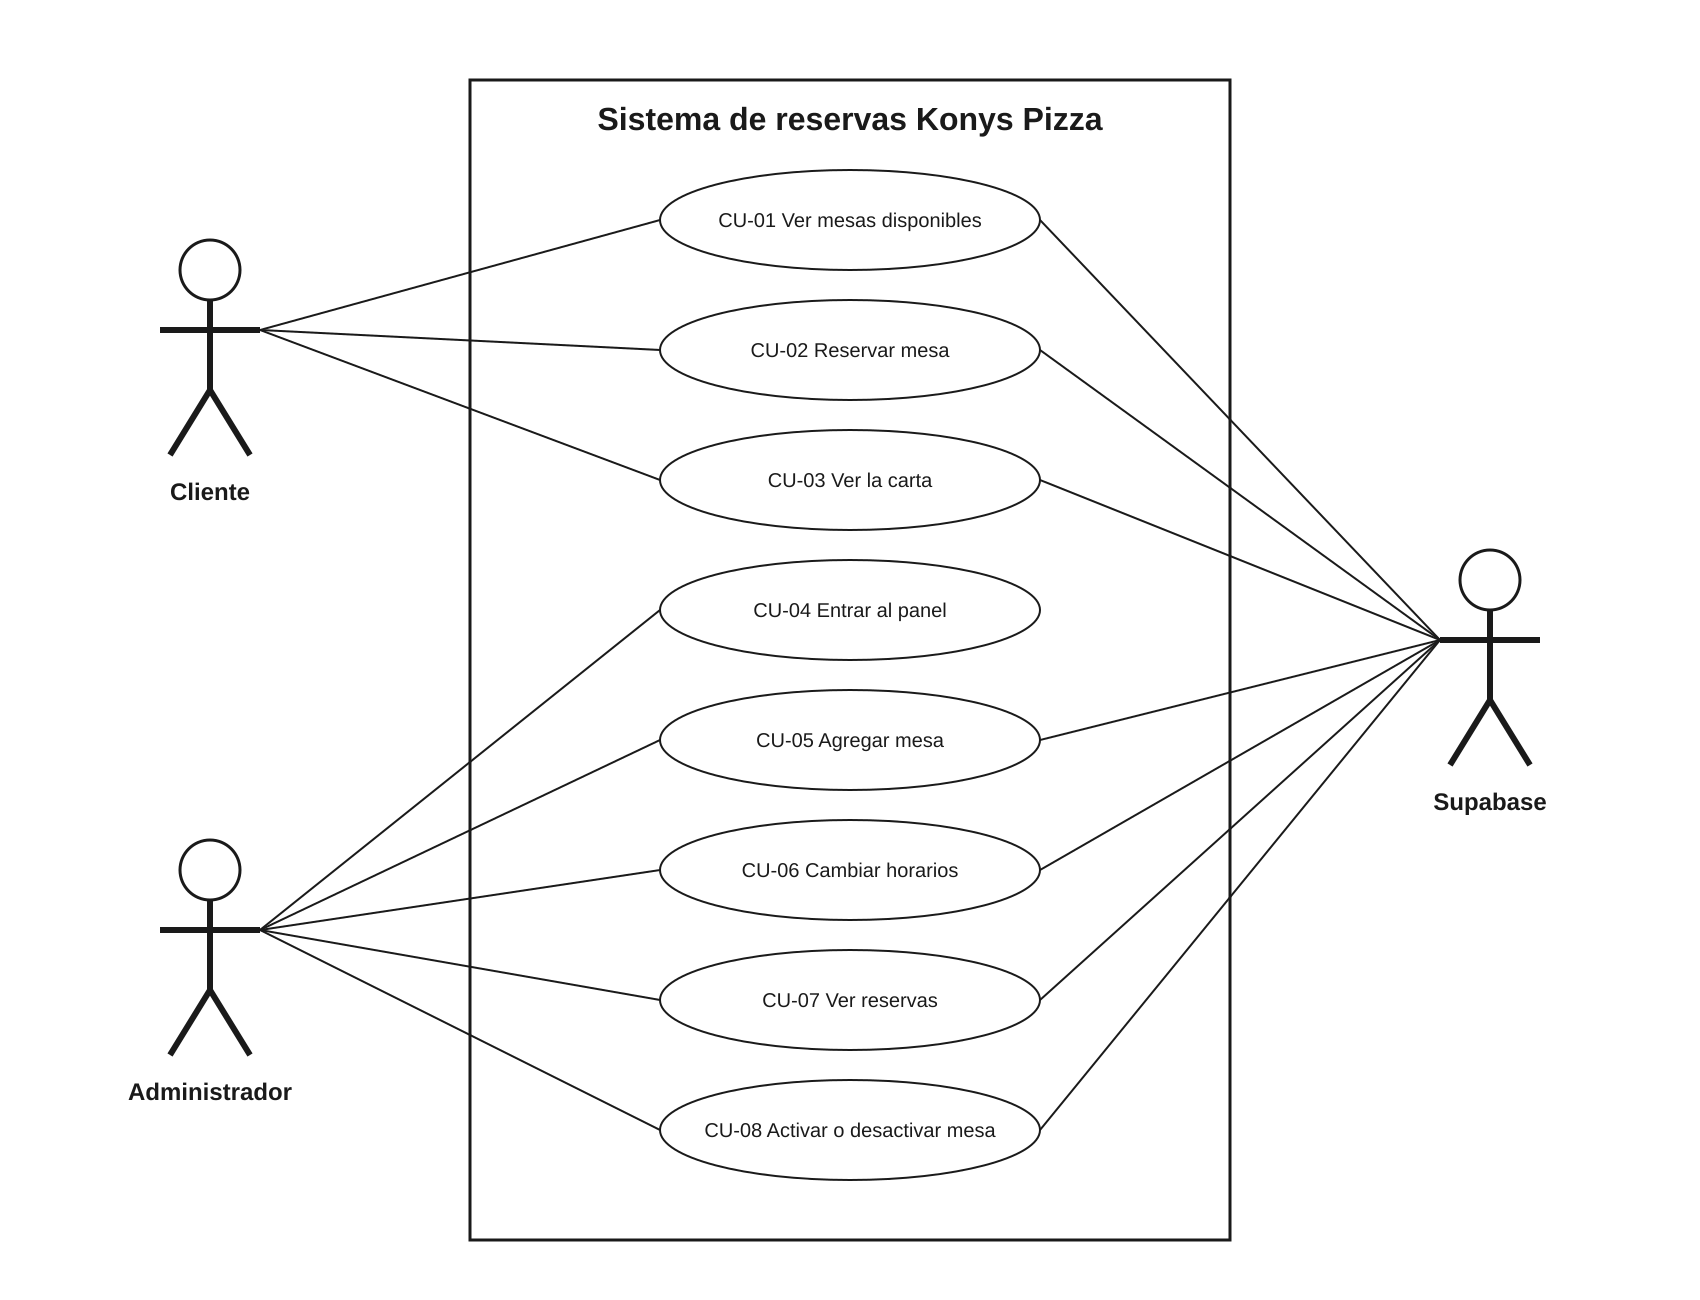 Sistema de reservas Konys Pizza
CU-01 Ver mesas disponibles
CU-02 Reservar mesa
CU-03 Ver la carta
Cliente
CU-04 Entrar al panel
CU-05 Agregar mesa
Supabase
CU-06 Cambiar horarios
CU-07 Ver reservas
Administrador
CU-08 Activar o desactivar mesa